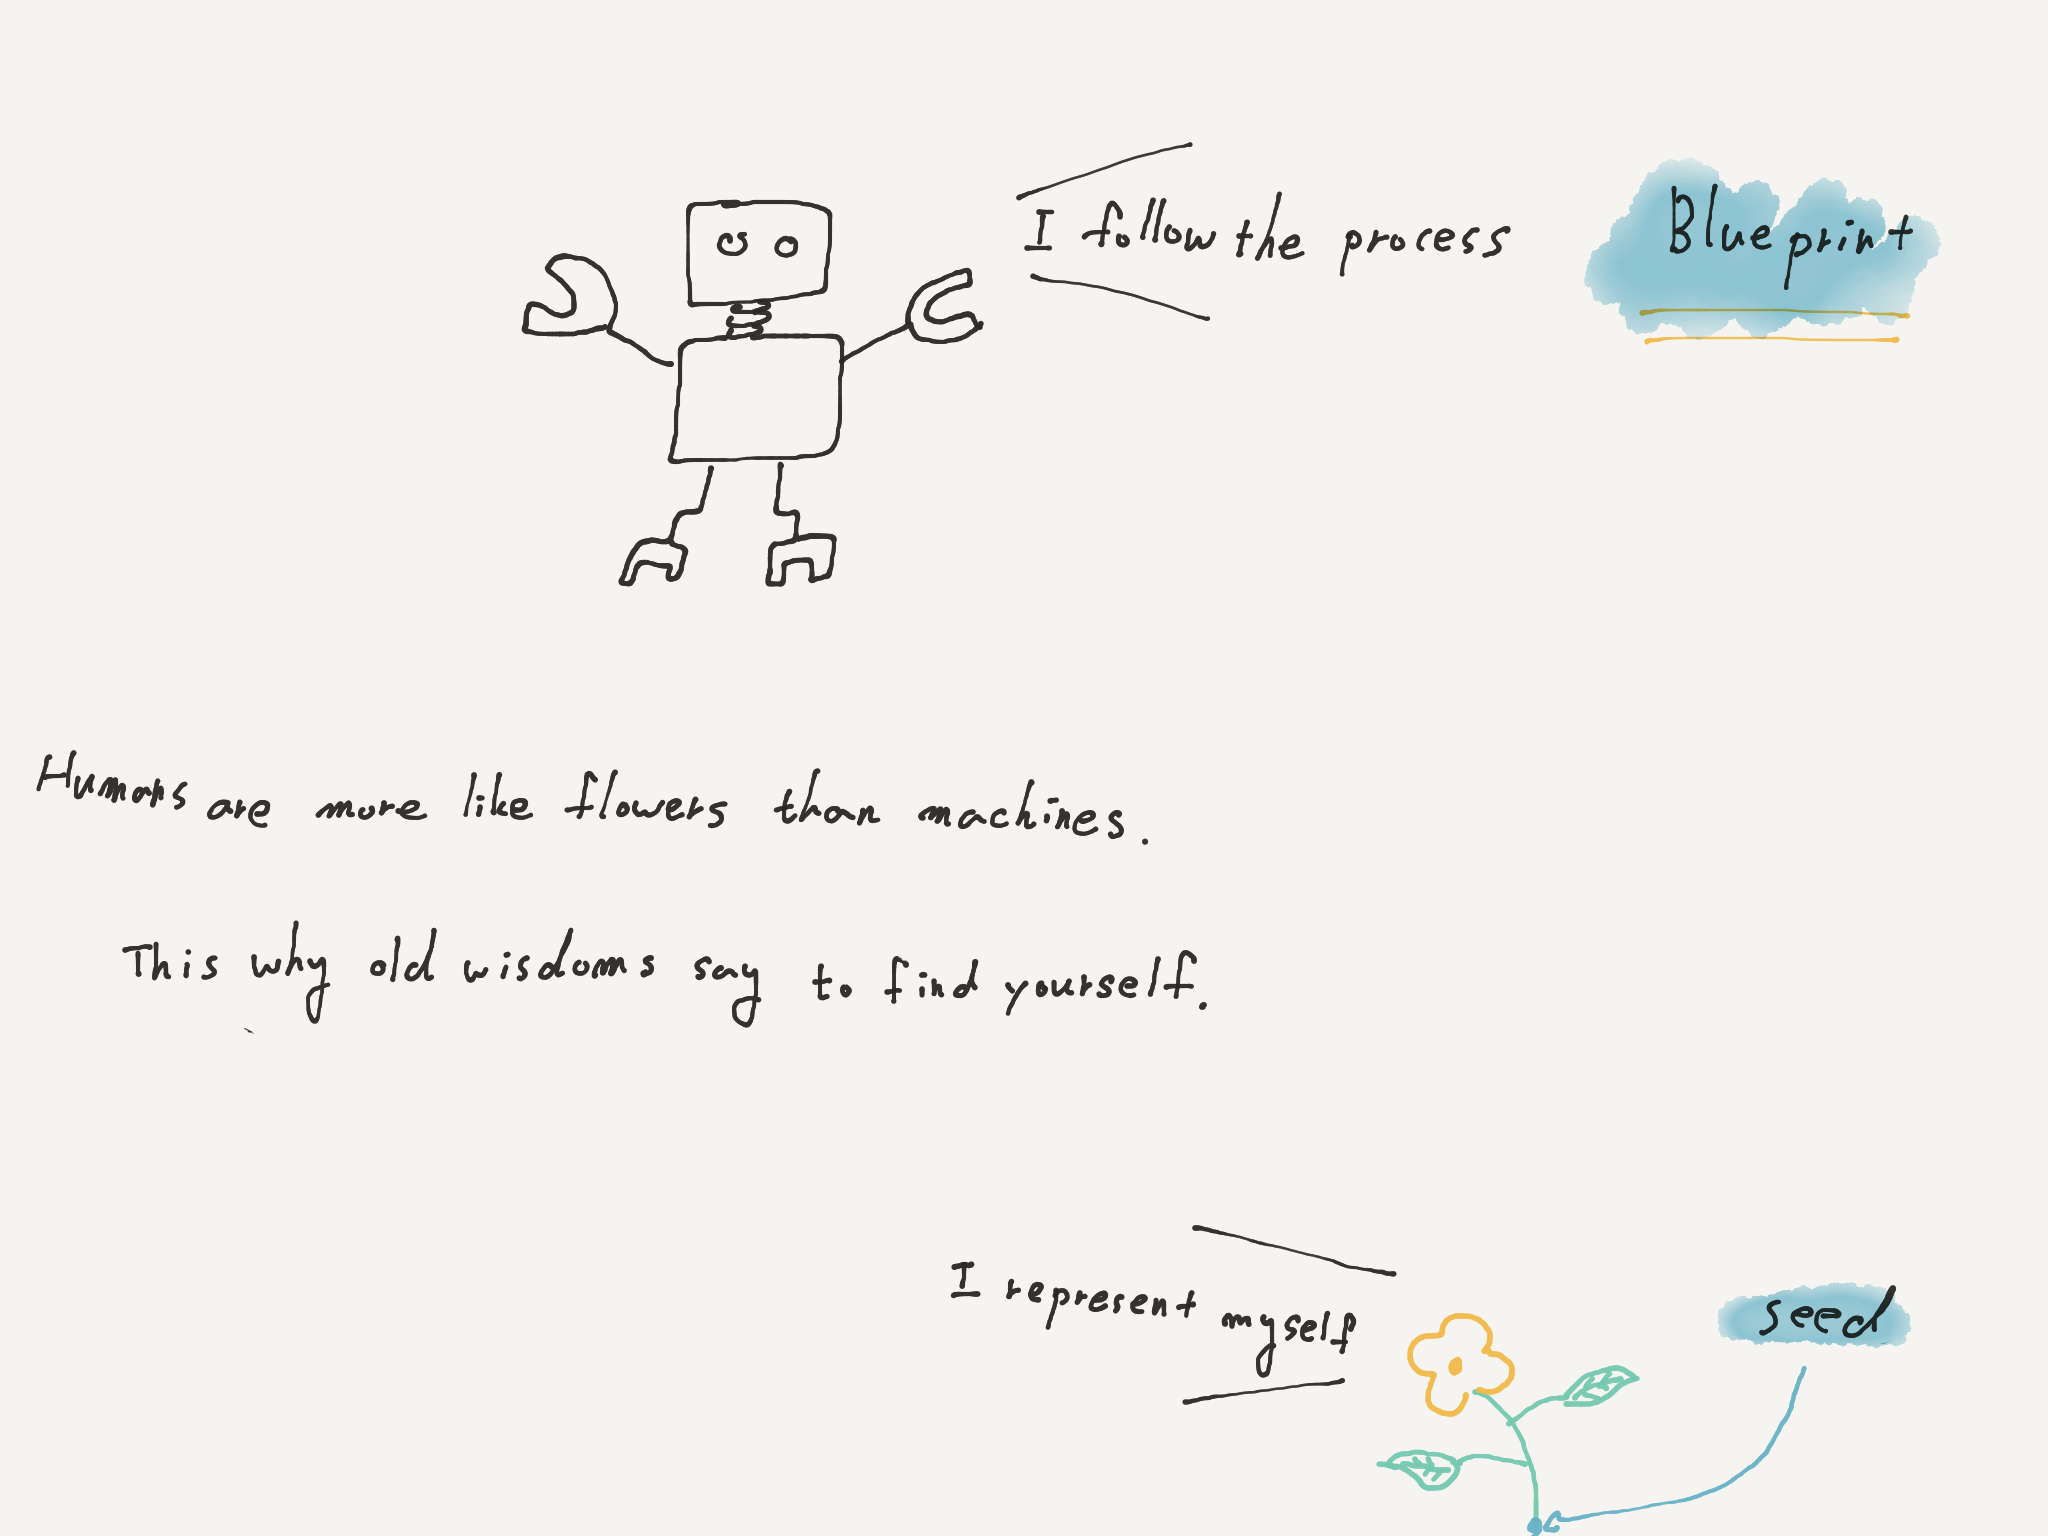 I follow the process
Blueprint
Humans are more like flowers than machines.
This why old wisdoms say to find yourself.
I represent myself
seed